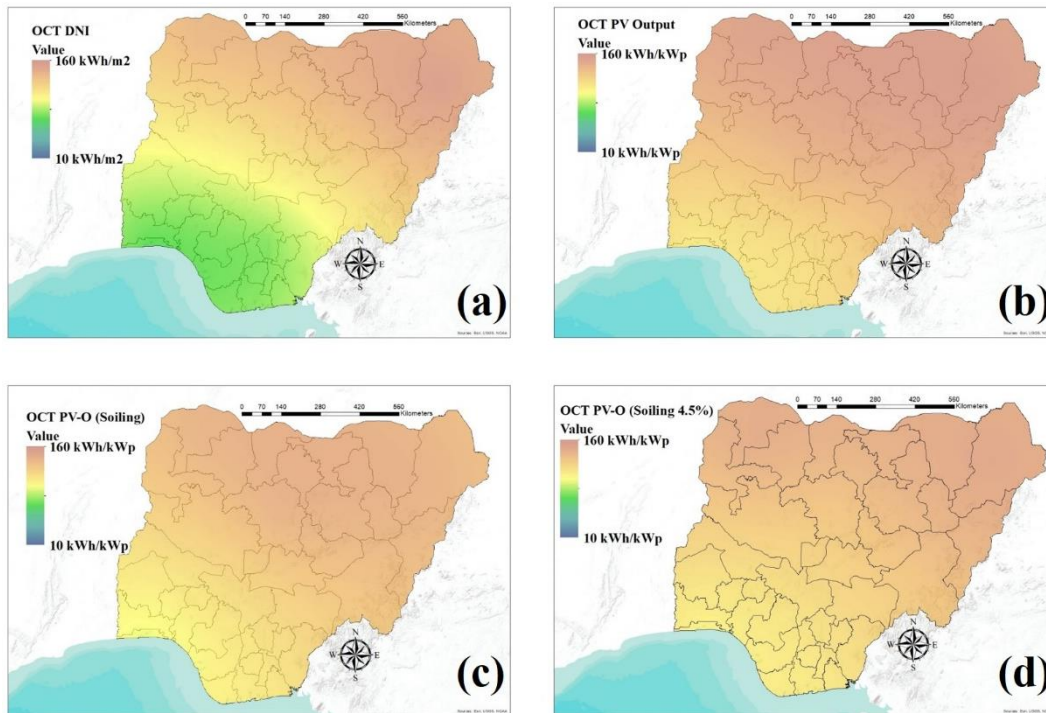 OCT DNI
Value
160 kWh/m2
10 kWh/m2
0 40 70 140 280 420 560
Kilometers
N
W E
S
(a)
OCT PV Output
Value
160 kWh/kWp
10 kWh/kWp
0 70 140 280 420 560
Kilometers
N
W E
S
(b)
OCT PV-O (Soiling)
Value
160 kWh/kWp
10 kWh/kWp
0 40 70 140 280 420 560
Kilometers
N
W E
S
(c)
OCT PV-O (Soiling 4.5%)
Value
160 kWh/kWp
10 kWh/kWp
0 70 140 280 420 560
Kilometers
N
W E
S
(d)